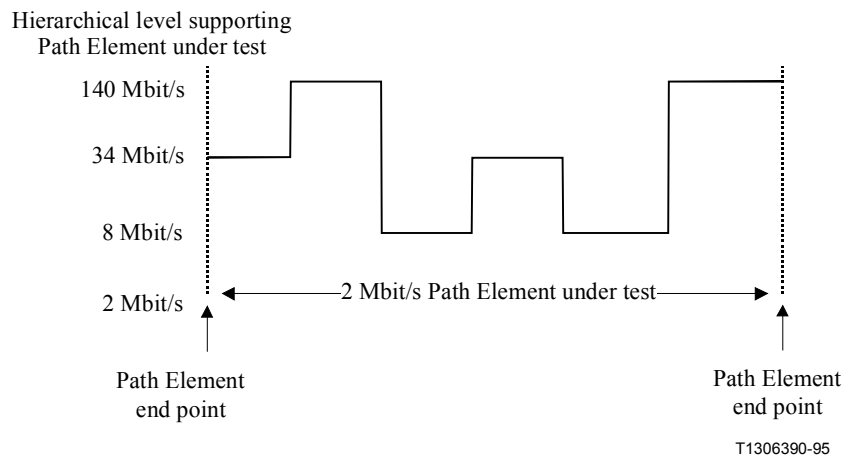 Hierarchical level supporting
Path Element under test
140 Mbit/s
34 Mbit/s
8 Mbit/s
2 Mbit/s
2 Mbit/s Path Element under test
Path Element
end point
Path Element
end point
T1306390-95